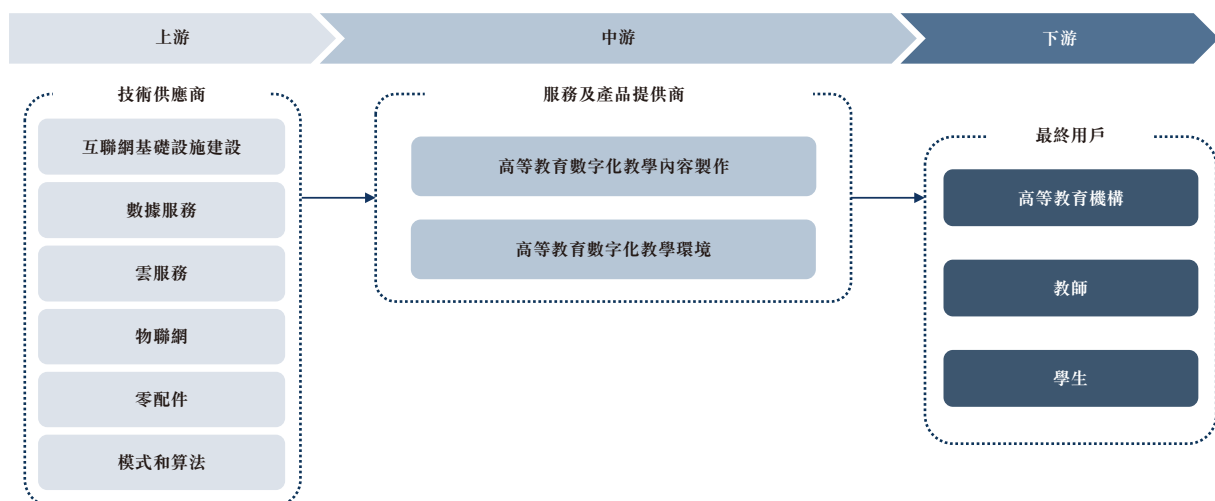 上游
中游
下游
技術供應商
互聯網基礎設施建設
數據服務
雲服務
物聯網
零配件
模式和算法
服務及產品提供商
高等教育數字化教學內容製作
高等教育數字化教學環境
最終用戶
高等教育機構
教師
學生